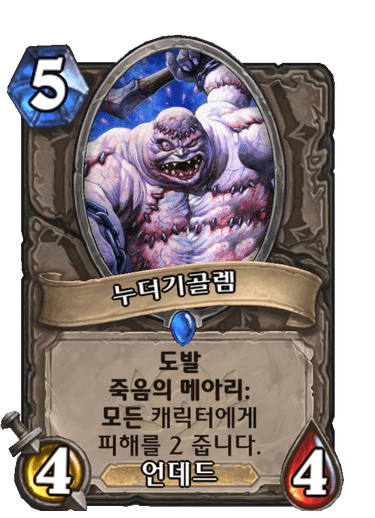 5
누더기골렘
도발
죽음의 메아리:
모든 캐릭터에게
피해를 2 줍니다.
4
언데드
4